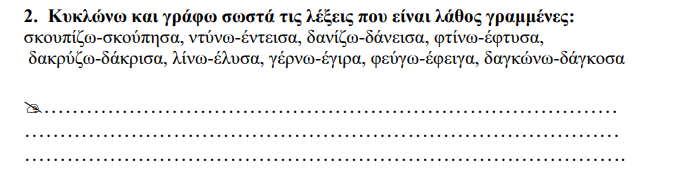 2. Κυκλώνω και γράφω σωστά τις λέξεις που είναι λάθος γραμμένες:
σκουπίζω-σκούπησα, ντύνω-έντεισα, δανίζω-δάνεισα, φτίνω-έφτυσα,
δακρύζω-δάκρισα, λίνω-έλυσα, γέρνω-έγιρα, φεύγω-έφειγα, δαγκώνω-δάγκοσα
✎……………………………………………………………………………
………………………………………………………………………………
……………………………………………………………………………….